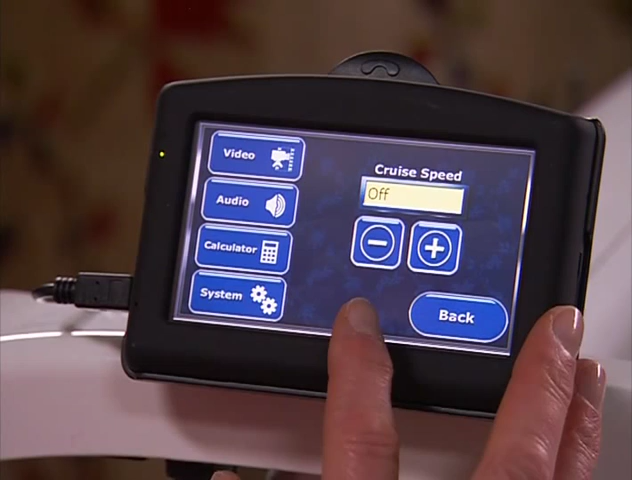 Video
Audio
Calculator
System
Cruise Speed
Off
Back